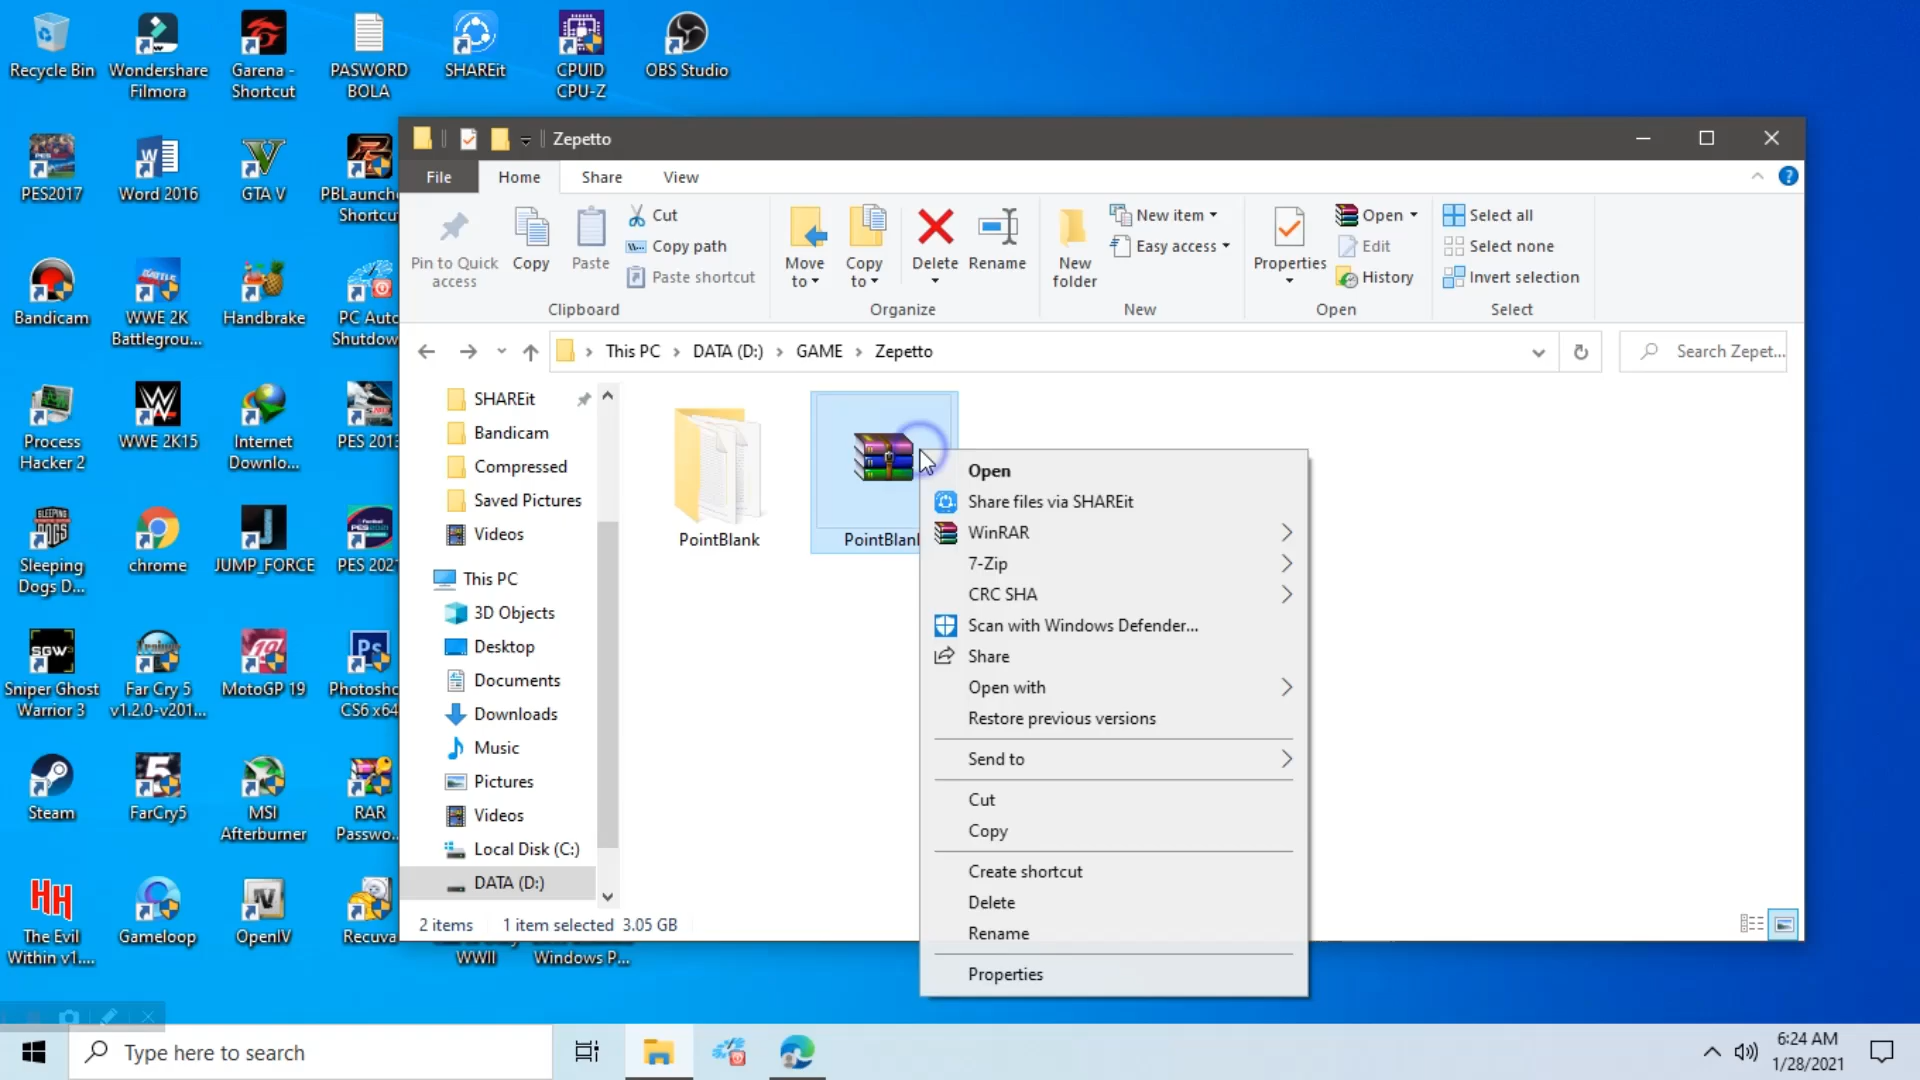 Recycle Bin
Wondershare
Filmora
Garena -
Shortcut
PASWORD
BOLA
SHAREit
CPUID
CPU-Z
OBS Studio
PES2017
Word 2016
GTA V
PBLaunche
Shortcu
Bandicam
WWE 2K
Battlegrou...
Handbrake
PC Auto
Shutdow
Process
Hacker 2
WWE 2K15
Internet
Downlo...
PES 2013
Sleeping
Dogs D...
chrome
JUMP_FORCE
PES 2021
Sniper Ghost
Warrior 3
Far Cry 5
v1.2.0-v201...
MotoGP 19
Photosho
CS6 x64
Steam
FarCry5
MSI
Afterburner
RAR
Passwo...
The Evil
Within v1....
Gameloop
OpenIV
Recuva
WWII
Windows P...
Zepetto
File
Home
Share
View
Pin to Quick
access
Copy
Paste
Cut
Copy path
Paste shortcut
Clipboard
Move
to
Copy
to
Delete
Rename
Organize
New
folder
New item
Easy access
New
Properties
Open
Edit
History
Open
Select all
Select none
Invert selection
Select
This PC
DATA (D:)
GAME
Zepetto
Search Zepet...
SHAREit
Bandicam
Compressed
Saved Pictures
Videos
This PC
3D Objects
Desktop
Documents
Downloads
Music
Pictures
Videos
Local Disk (C:)
DATA (D:)
PointBlank
PointBlank
Open
Share files via SHAREit
WinRAR
7-Zip
CRC SHA
Scan with Windows Defender...
Share
Open with
Restore previous versions
Send to
Cut
Copy
Create shortcut
Delete
Rename
Properties
2 items
1 item selected 3.05 GB
Type here to search
6:24 AM
1/28/2021